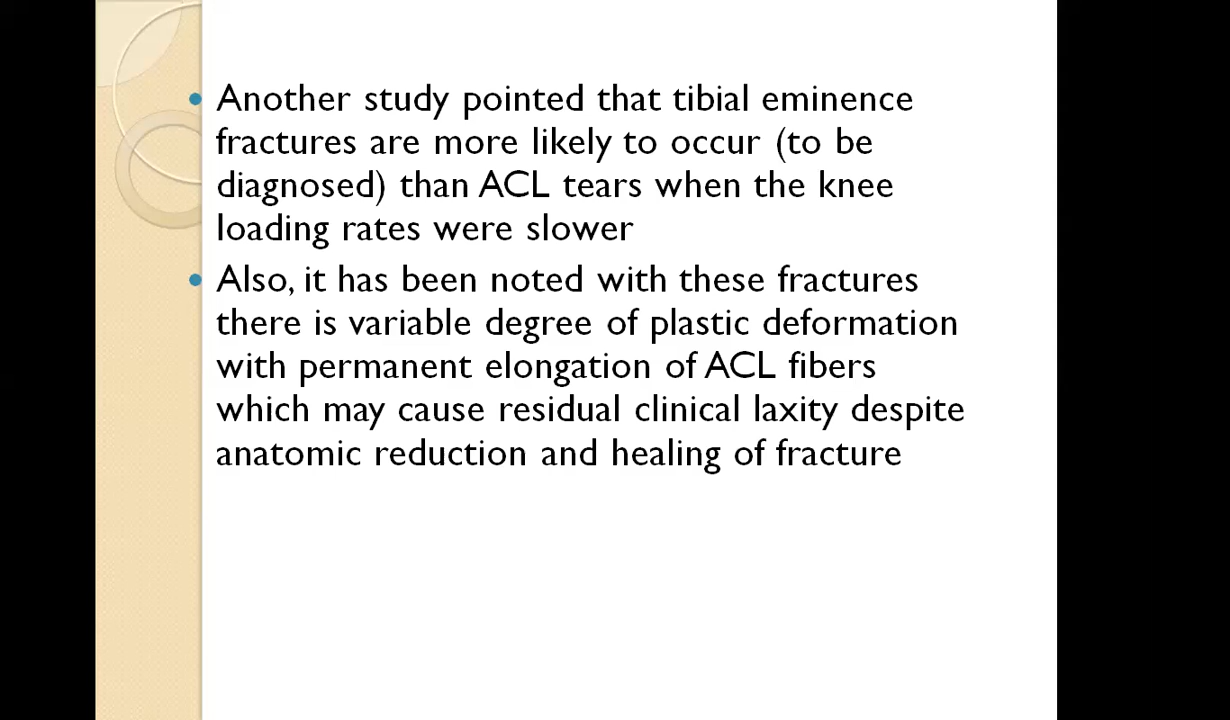 • Another study pointed that tibial eminence
fractures are more likely to occur (to be
diagnosed) than ACL tears when the knee
loading rates were slower
• Also, it has been noted with these fractures
there is variable degree of plastic deformation
with permanent elongation of ACL fibers
which may cause residual clinical laxity despite
anatomic reduction and healing of fracture